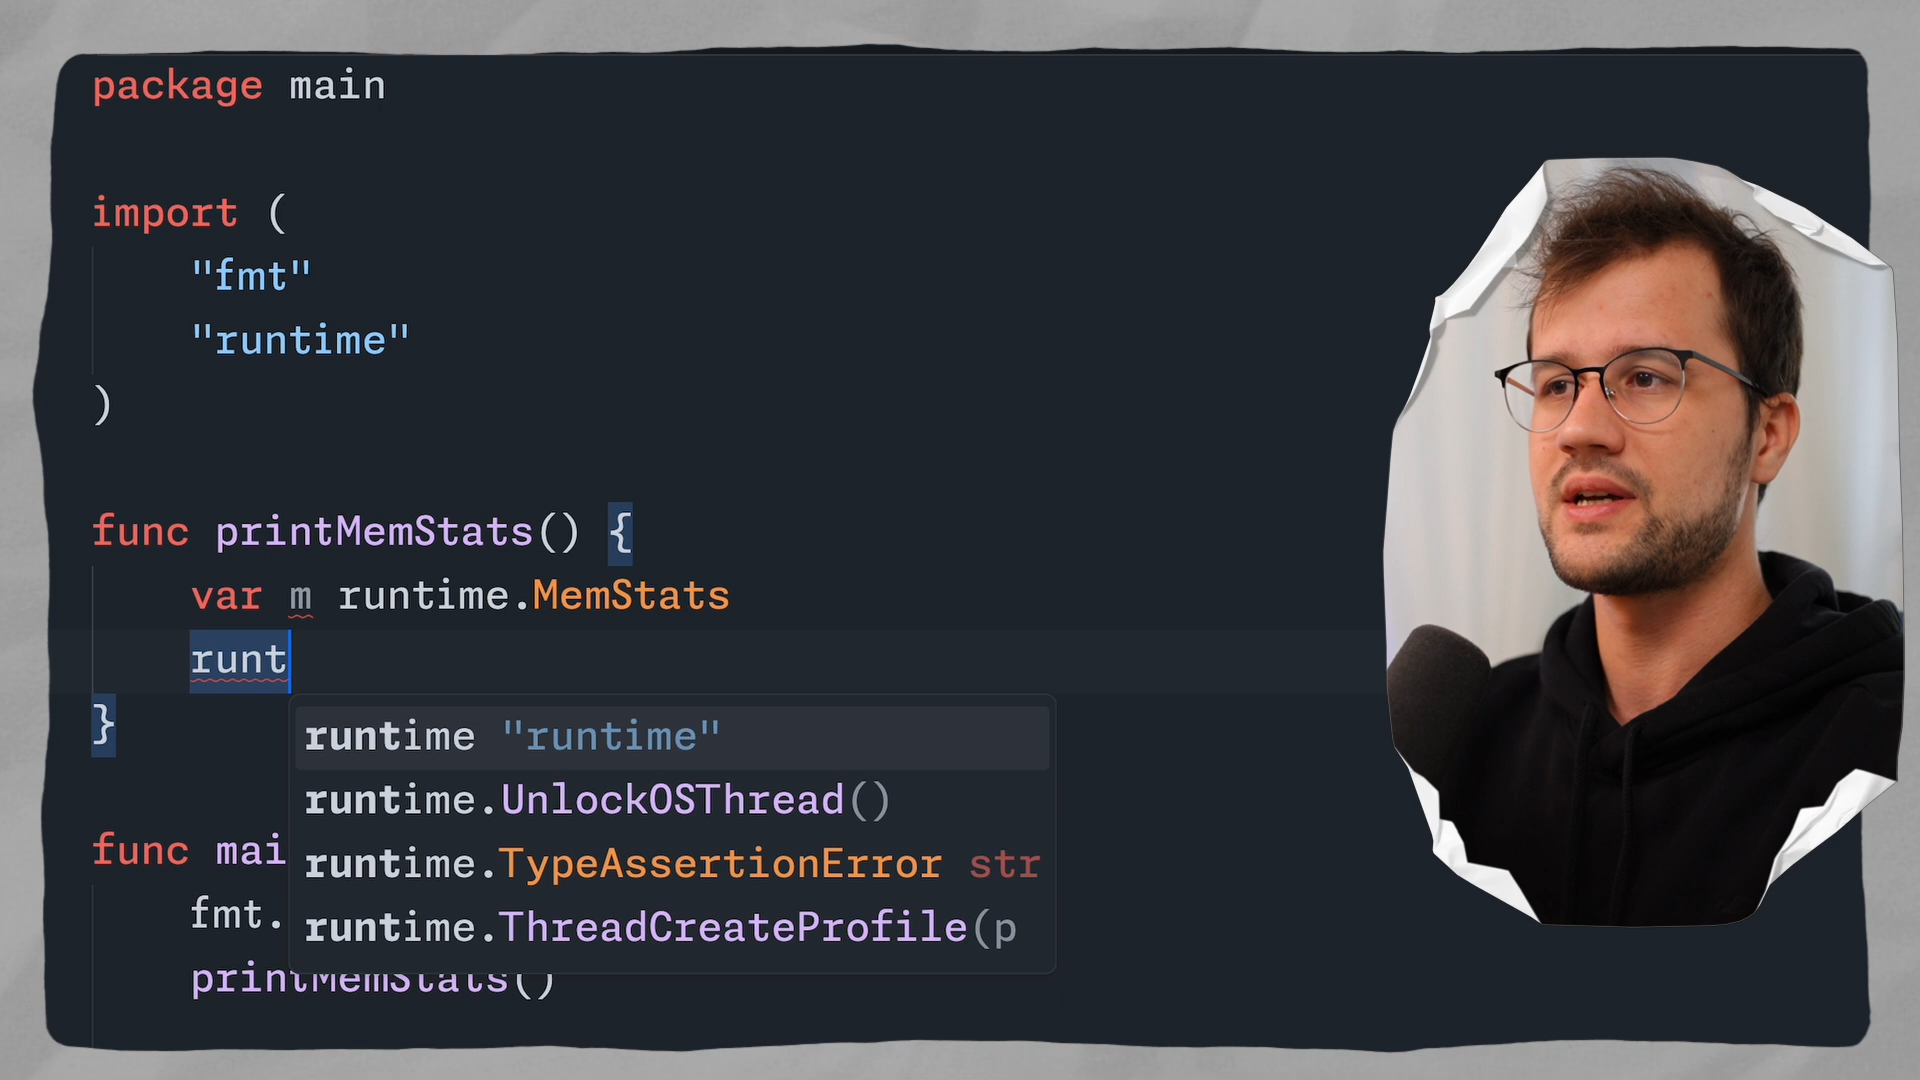 package main
import (
"fmt"
"runtime"
)
func printMemStats() {
var m runtime.MemStats
runt
}
runtime "runtime"
runtime.UnlockOSThread()
runtime.TypeAssertionError str
runtime.ThreadCreateProfile(p
func mai
fmt.
printMemStats()